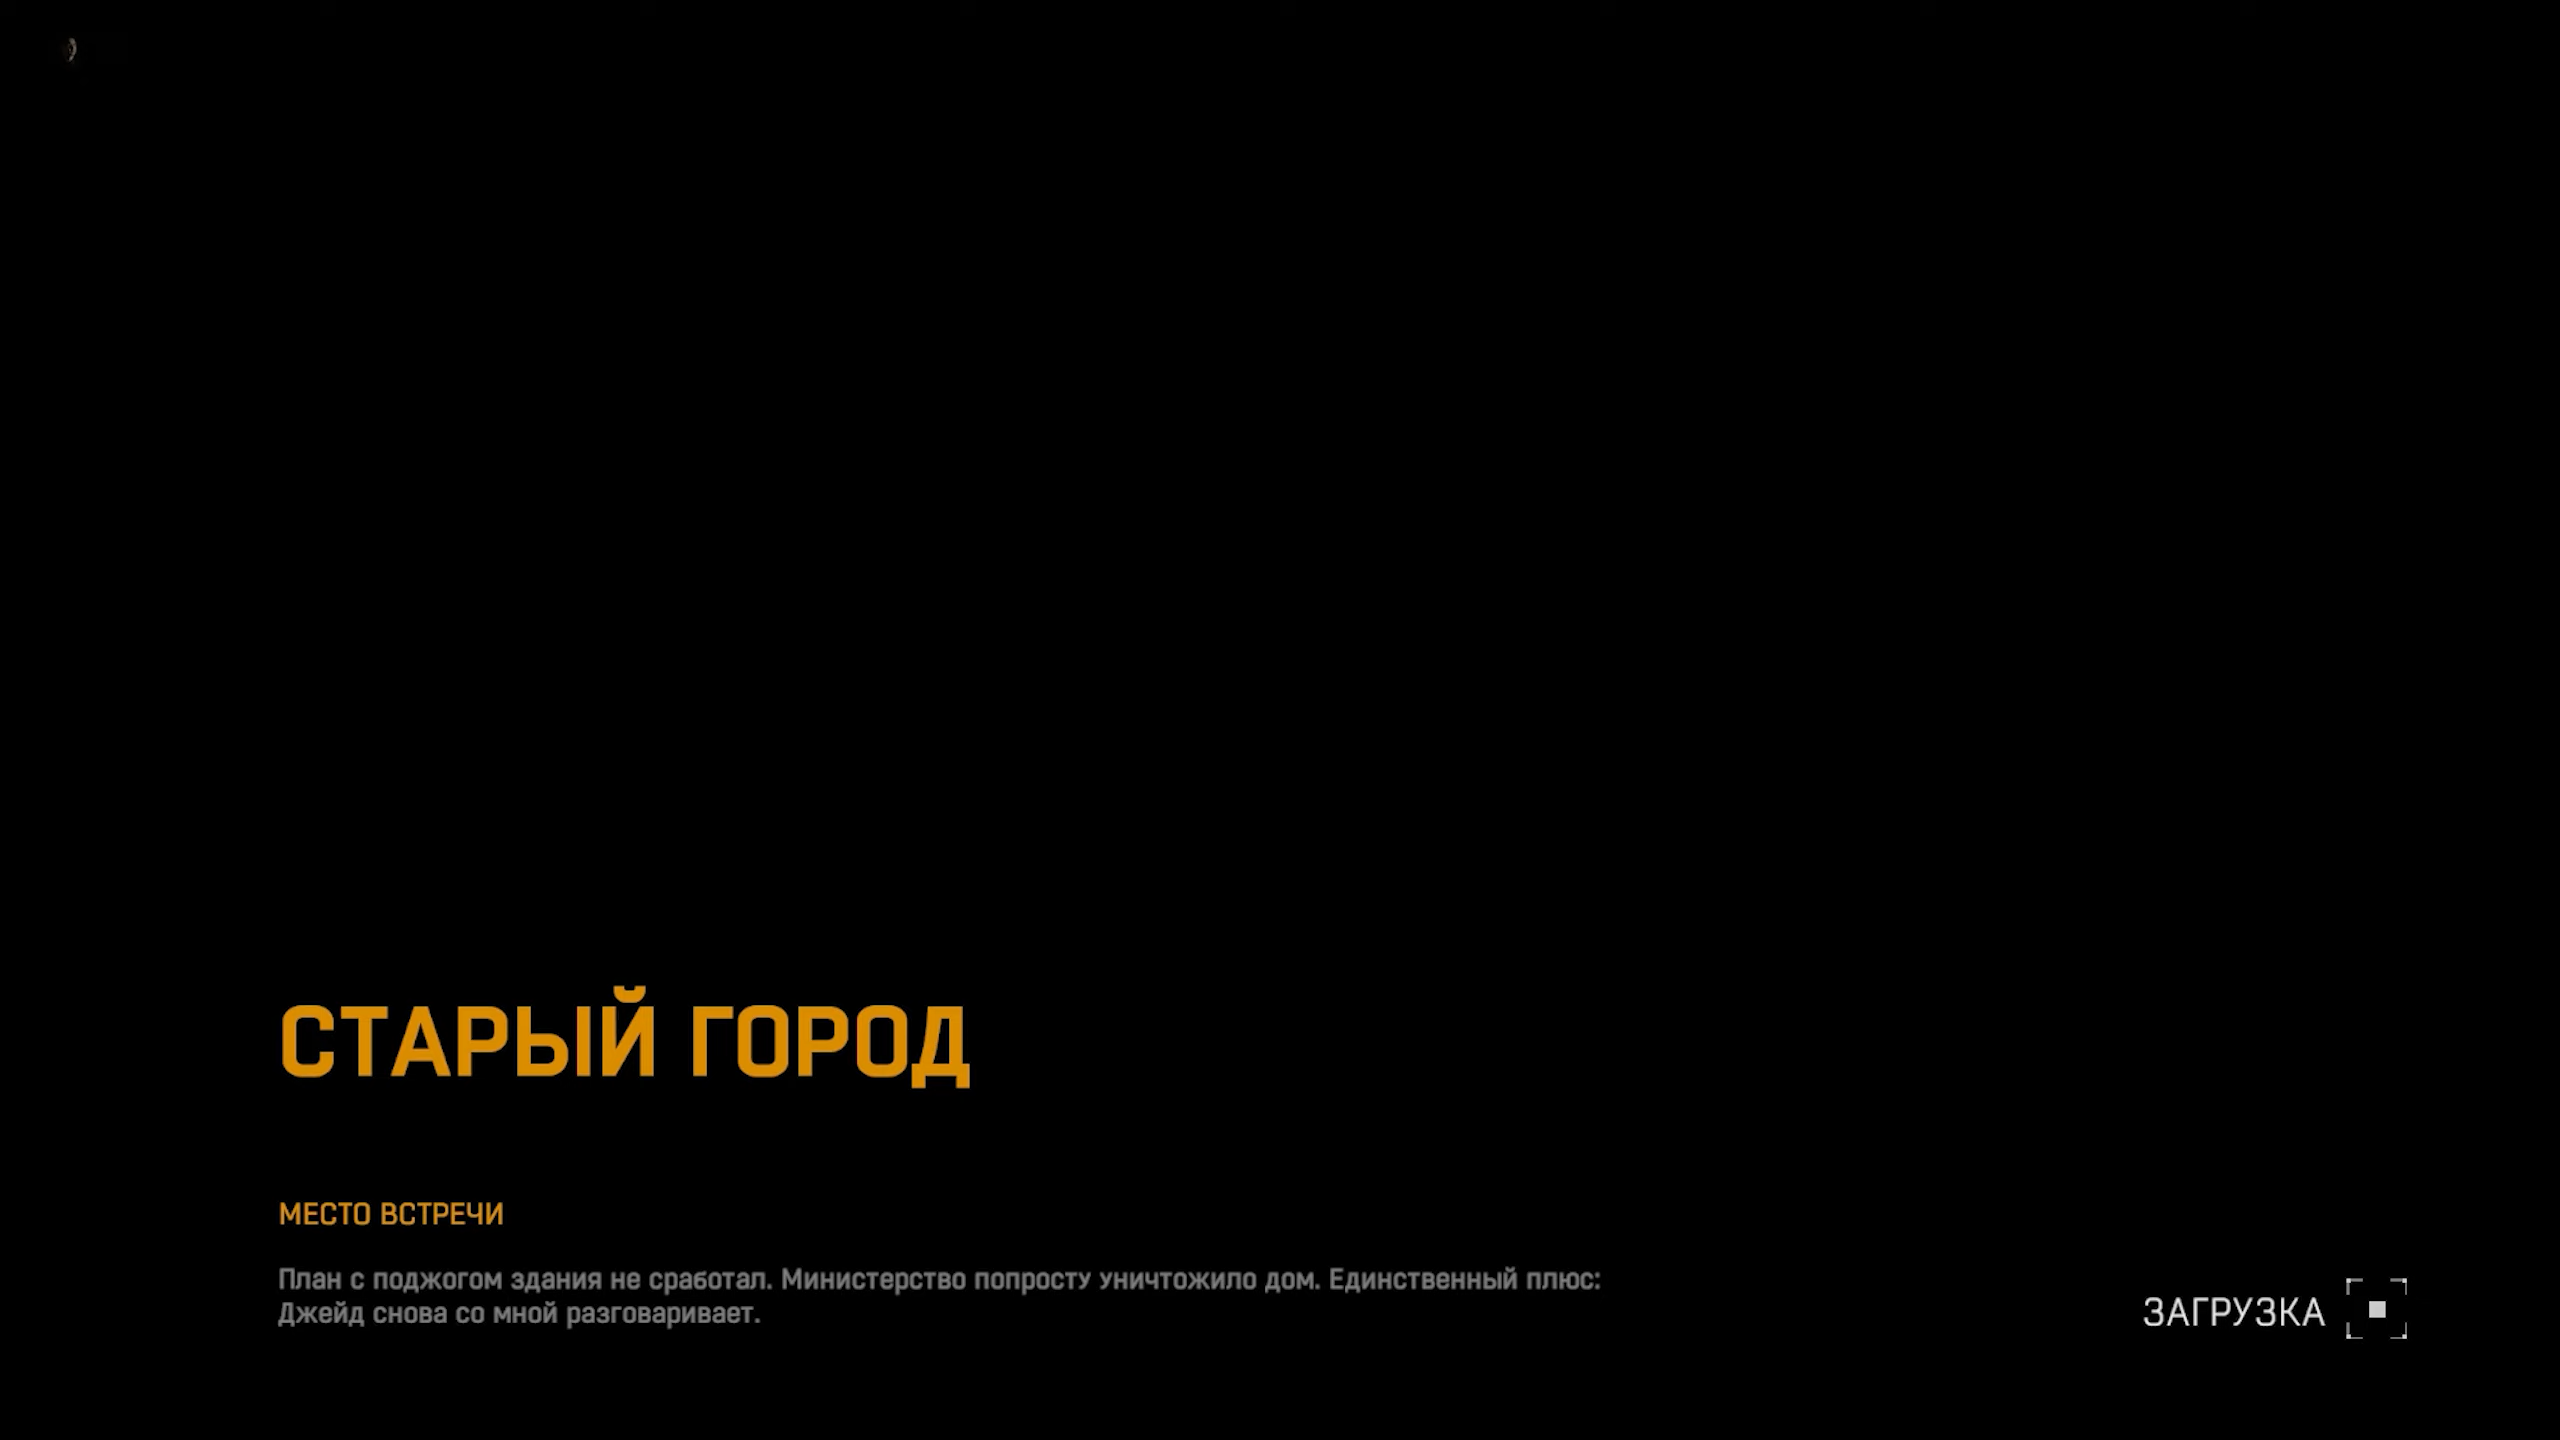 СТАРЫЙ ГОРОД
МЕСТО ВСТРЕЧИ
План с поджогом здания не сработал. Министерство попросту уничтожило дом. Единственный плюс:
Джейд снова со мной разговаривает.
ЗАГРУЗКА